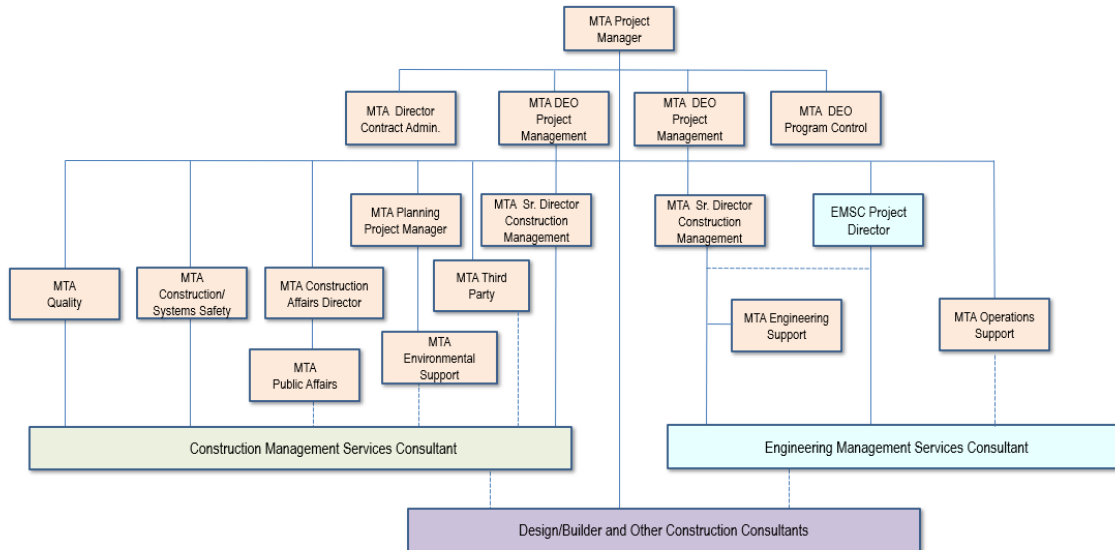 MTA Project
Manager
MTA Director
Contract Admin.
MTA DEO
Project
Management
MTA DEO
Project
Management
MTA DEO
Program Control
MTA Planning
Project Manager
MTA Sr. Director
Construction
Management
MTA Sr. Director
Construction
Management
EMSC Project
Director
MTA
Quality
MTA
Construction/
Systems Safety
MTA Construction
Affairs Director
MTA Third
Party
MTA Engineering
Support
MTA Operations
Support
MTA
Public Affairs
MTA
Environmental
Support
Construction Management Services Consultant
Engineering Management Services Consultant
Design/Builder and Other Construction Consultants